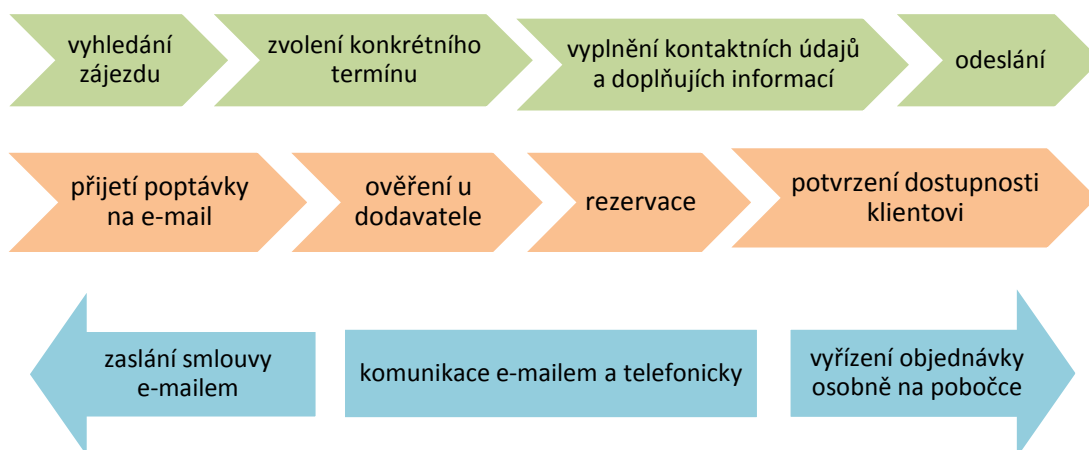 vyhledání
zájezdu
zvolení konkrétního
termínu
vyplnění kontaktních údajů
a doplňujích informací
odeslání
přijetí poptávky
na e-mail
ověření u
dodavatele
rezervace
potvrzení dostupnosti
klientovi
zaslání smlouvy
e-mailem
komunikace e-mailem a telefonicky
vyřízení objednávky
osobně na pobočce